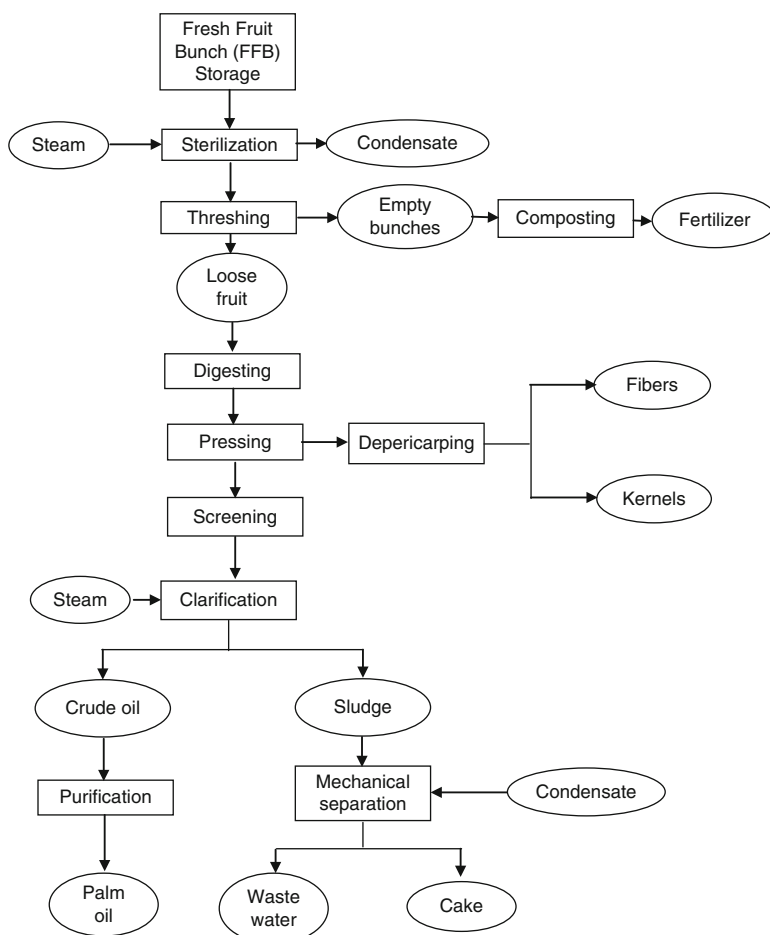 Fresh Fruit
Bunch (FFB)
Storage
Steam
Sterilization
Condensate
Threshing
Empty
bunches
Composting
Fertilizer
Loose
fruit
Digesting
Fibers
Pressing
Depericarping
Kernels
Screening
Steam
Clarification
Crude oil
Sludge
Purification
Mechanical
separation
Condensate
Palm
oil
Waste
water
Cake